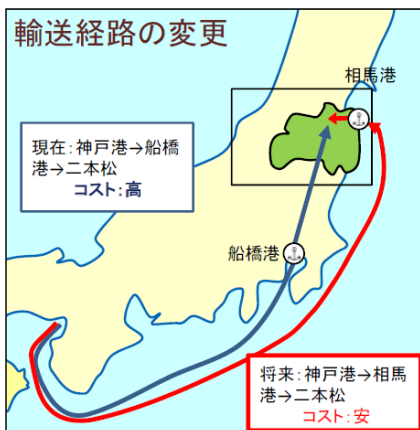 輸送経路の変更
相馬港
現在:神戸港→船橋
港→二本松
コスト:高
船橋港
将来:神戸港→相馬
港→二本松
コスト:安